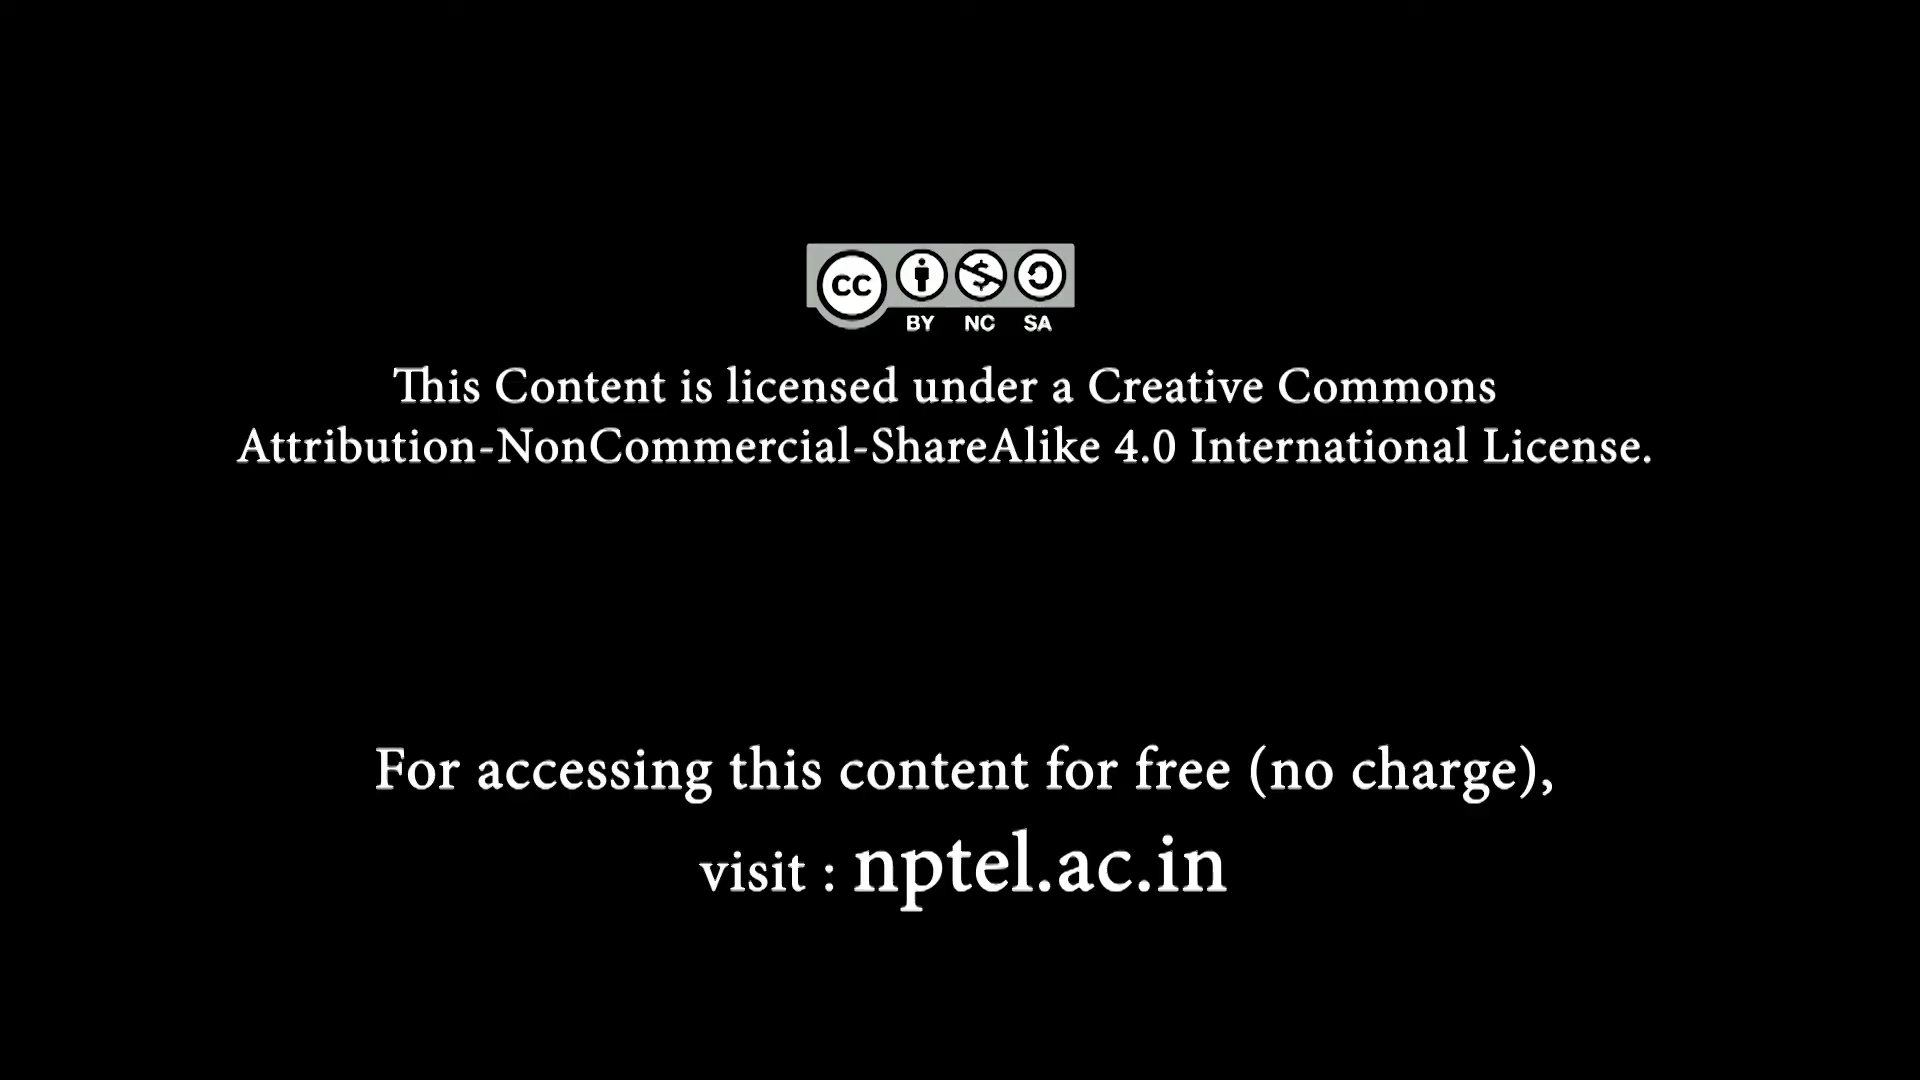 cc
BY NC SA
This Content is licensed under a Creative Commons
Attribution-NonCommercial-ShareAlike 4.0 International License.
For accessing this content for free (no charge),
visit : nptel.ac.in